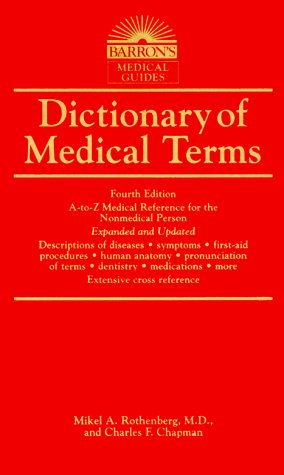 BARRON'S
MEDICAL
GUIDES
Dictionary of
Medical Terms
Fourth Edition
A-to-Z Medical Reference for the
Nonmedical Person
Expanded and Updated
Descriptions of diseases • symptoms • first-aid
procedures • human anatomy • pronunciation
of terms • dentistry • medications • more
Extensive cross reference
Mikel A. Rothenberg, M.D.,
and Charles F. Chapman